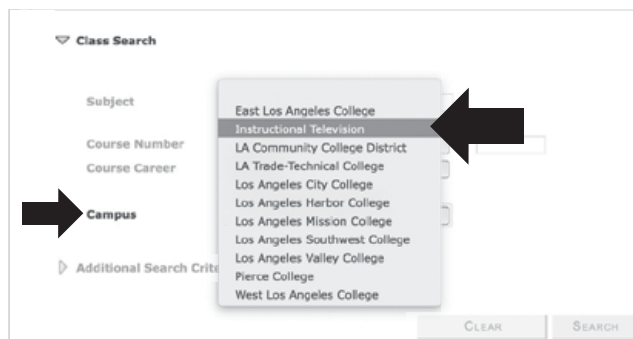 Class Search
Subject
East Los Angeles College
Instructional Television
Course Number
LA Community College District
Course Career
LA Trade-Technical College
Los Angeles City College
Los Angeles Harbor College
Campus
Los Angeles Mission College
Los Angeles Southwest College
Los Angeles Valley College
Additional Search Crite
Pierce College
West Los Angeles College
CLEAR SEARCH